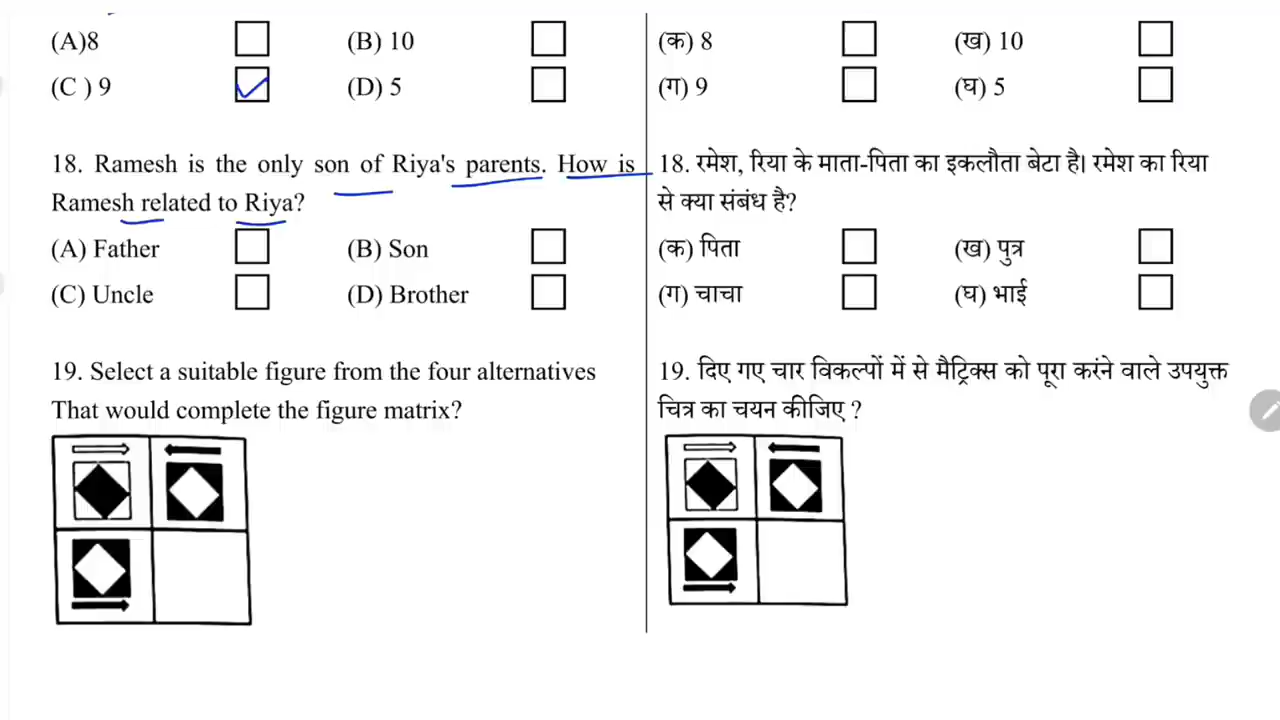 (A)8 (B) 10
(C ) 9 (D) 5
18. Ramesh is the only son of Riya's parents. How is
Ramesh related to Riya?
(A) Father (B) Son
(C) Uncle (D) Brother
19. Select a suitable figure from the four alternatives
That would complete the figure matrix?
(क) 8 (ख) 10
(ग) 9 (घ) 5
18. रमेश, रिया के माता-पिता का इकलौता बेटा है। रमेश का रिया
से क्या संबंध है?
(क) पिता (ख) पुत्र
(ग) चाचा (घ) भाई
19. दिए गए चार विकल्पों में से मैट्रिक्स को पूरा करंने वाले उपयुक्त
चित्र का चयन कीजिए ?